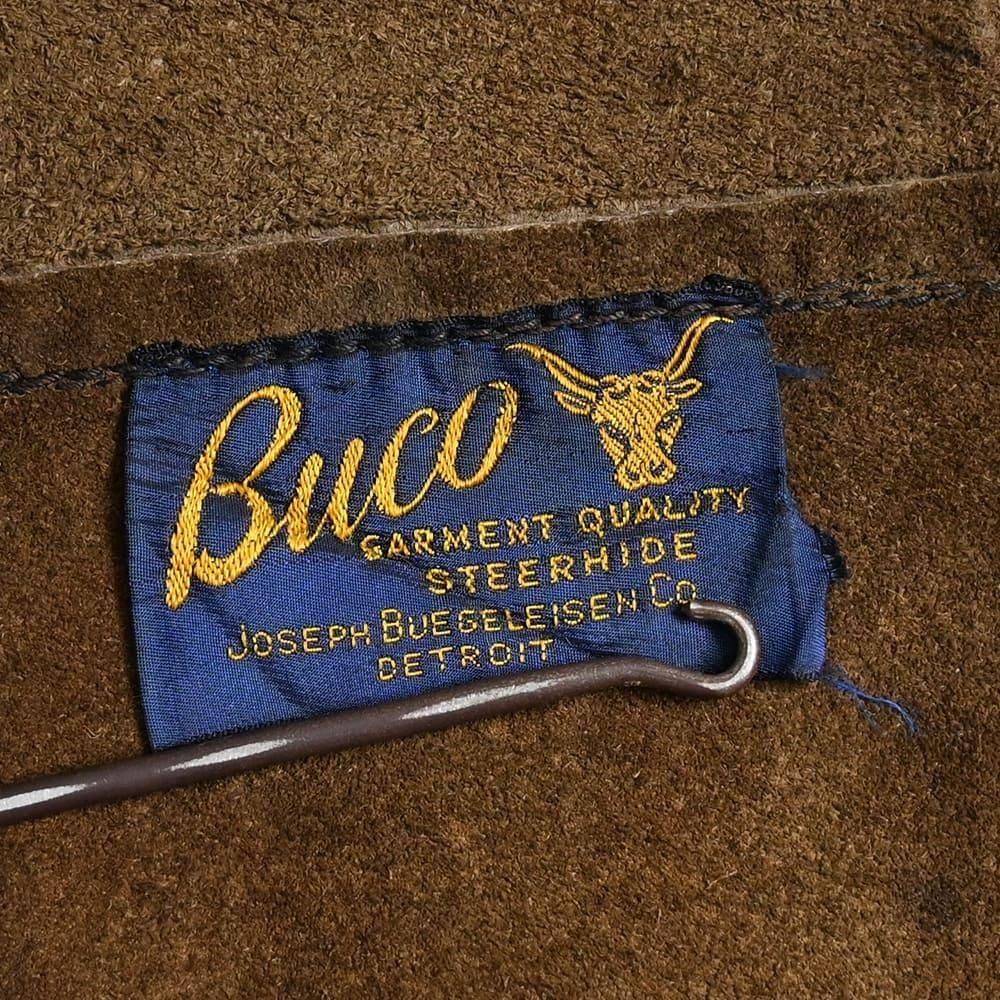 Buco
GARMENT QUALITY
STEERHIDE
JOSEPH BUEGELEISEN CO
DETROIT